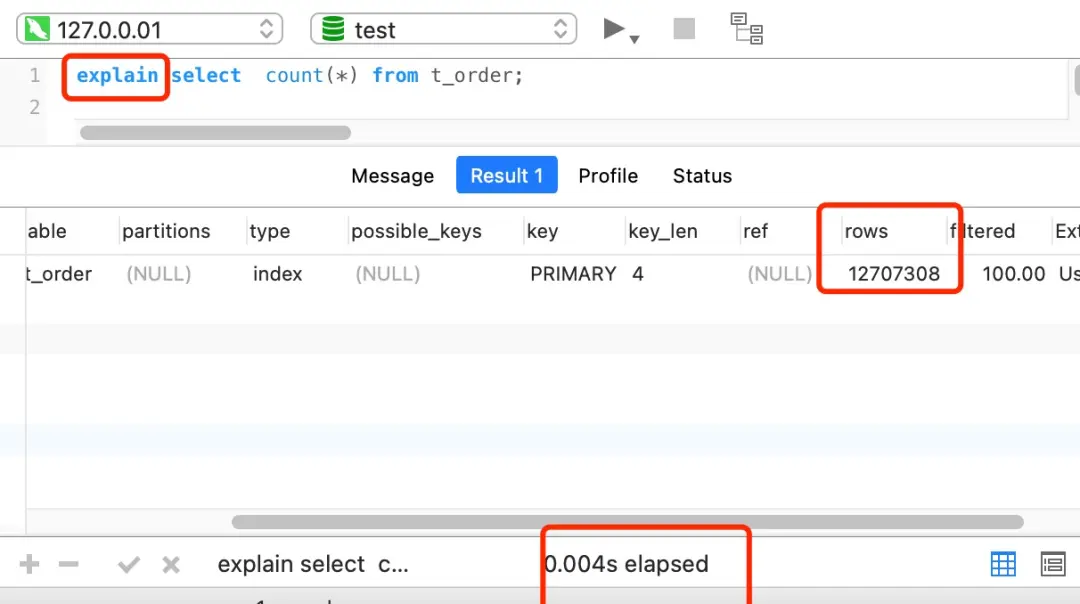 127.0.0.01 test
1 explain select count(*) from t_order;
2
Message Result 1 Profile Status
able partitions type possible_keys key key_len ref rows filtered Ext
t_order (NULL) index (NULL) PRIMARY 4 (NULL) 12707308 100.00 Us
explain select c... 0.004s elapsed